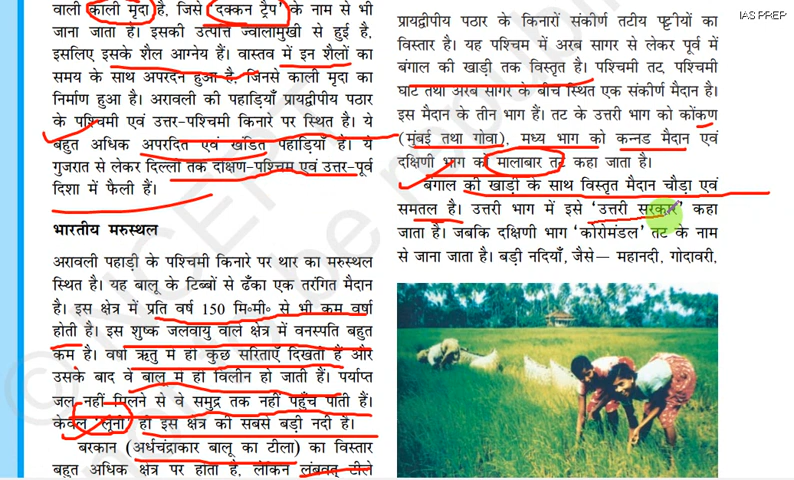 IAS PREP
वाली काली मृदा है, जिसे 'दक्कन ट्रैप' के नाम से भी
जाना जाता है। इसकी उत्पत्ति ज्वालामुखी से हुई है,
इसलिए इसके शैल आग्नेय हैं। वास्तव में इन शैलों का
समय के साथ अपरदन हुआ है, जिनसे काली मृदा का
निर्माण हुआ है। अरावली की पहाड़ियाँ प्रायद्वीपीय पठार
के पश्चिमी एवं उत्तर-पश्चिमी किनारे पर स्थित है। ये
बहुत अधिक अपरदित एवं खंडित पहाड़ियाँ हैं। ये
गुजरात से लेकर दिल्ली तक दक्षिण-पश्चिम एवं उत्तर-पूर्व
दिशा में फैली हैं।
भारतीय मरुस्थल
अरावली पहाड़ी के पश्चिमी किनारे पर थार का मरुस्थल
स्थित है। यह बालू के टिब्बों से ढँका एक तरंगित मैदान
है। इस क्षेत्र में प्रति वर्ष 150 मि॰मी॰ से भी कम वर्षा
होती है। इस शुष्क जलवायु वाले क्षेत्र में वनस्पति बहुत
कम है। वर्षा ऋतु में ही कुछ सरिताएँ दिखती हैं और
उसके बाद वे बालू में ही विलीन हो जाती हैं। पर्याप्त
जल नहीं मिलने से वे समुद्र तक नहीं पहुँच पाती हैं।
केवल 'लूनी' ही इस क्षेत्र की सबसे बड़ी नदी है।
बरकान (अर्धचंद्राकार बालू का टीला) का विस्तार
बहुत अधिक क्षेत्र पर होता है, लेकिन लंबवत् टीले
प्रायद्वीपीय पठार के किनारों संकीर्ण तटीय पट्टीयों का
विस्तार है। यह पश्चिम में अरब सागर से लेकर पूर्व में
बंगाल की खाड़ी तक विस्तृत है। पश्चिमी तट, पश्चिमी
घाट तथा अरब सागर के बीच स्थित एक संकीर्ण मैदान है।
इस मैदान के तीन भाग हैं। तट के उत्तरी भाग को कोंकण
(मुंबई तथा गोवा), मध्य भाग को कन्नड मैदान एवं
दक्षिणी भाग को मालाबार तट कहा जाता है।
बंगाल की खाड़ी के साथ विस्तृत मैदान चौड़ा एवं
समतल है। उत्तरी भाग में इसे 'उत्तरी सरकार' कहा
जाता है। जबकि दक्षिणी भाग 'कोरोमंडल' तट के नाम
से जाना जाता है। बड़ी नदियाँ, जैसे— महानदी, गोदावरी,